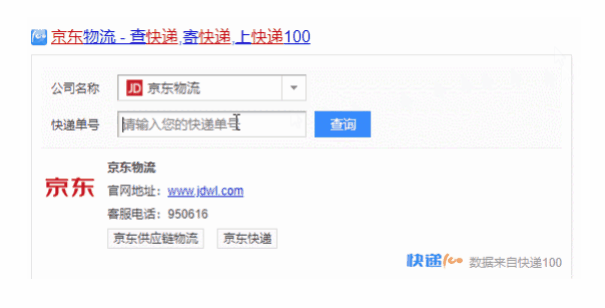 京东物流 - 查快递,寄快递,上快递100
公司名称 JD 京东物流
快递单号 请输入您的快递单号 查询
京东物流
京东 官网地址：www.jdwl.com
客服电话：950616
京东供应链物流 京东快递
快递100 数据来自快递100